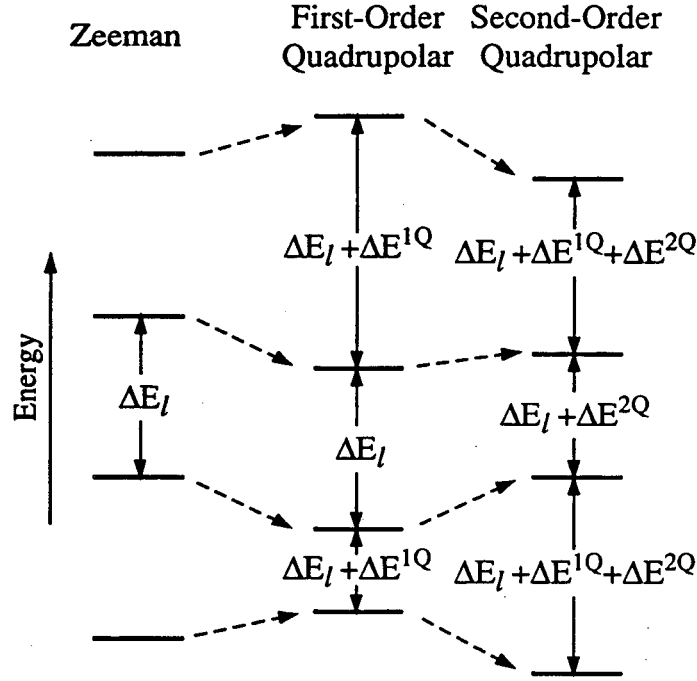 Zeeman
First-Order
Quadrupolar
Second-Order
Quadrupolar
Energy
ΔE_l
ΔE_l + ΔE^1Q
ΔE_l
ΔE_l + ΔE^1Q
ΔE_l+ΔE^1Q+ΔE^2Q
ΔE_l + ΔE^2Q
ΔE_l+ΔE^1Q+ΔE^2Q